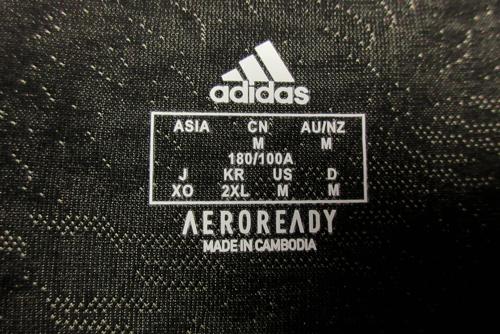 adidas
ASIA CN AU/NZ
M M
180/100A
J KR US D
XO 2XL M M
AEROREADY
MADE IN CAMBODIA